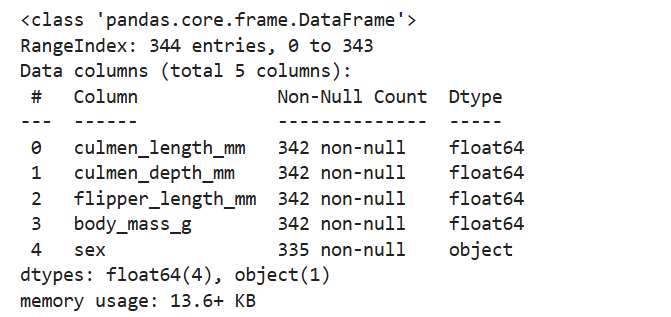 <class 'pandas.core.frame.DataFrame'>
RangeIndex: 344 entries, 0 to 343
Data columns (total 5 columns):
 #   Column             Non-Null Count  Dtype
---  ------             --------------  -----
 0   culmen_length_mm   342 non-null    float64
 1   culmen_depth_mm    342 non-null    float64
 2   flipper_length_mm  342 non-null    float64
 3   body_mass_g        342 non-null    float64
 4   sex                335 non-null    object
dtypes: float64(4), object(1)
memory usage: 13.6+ KB